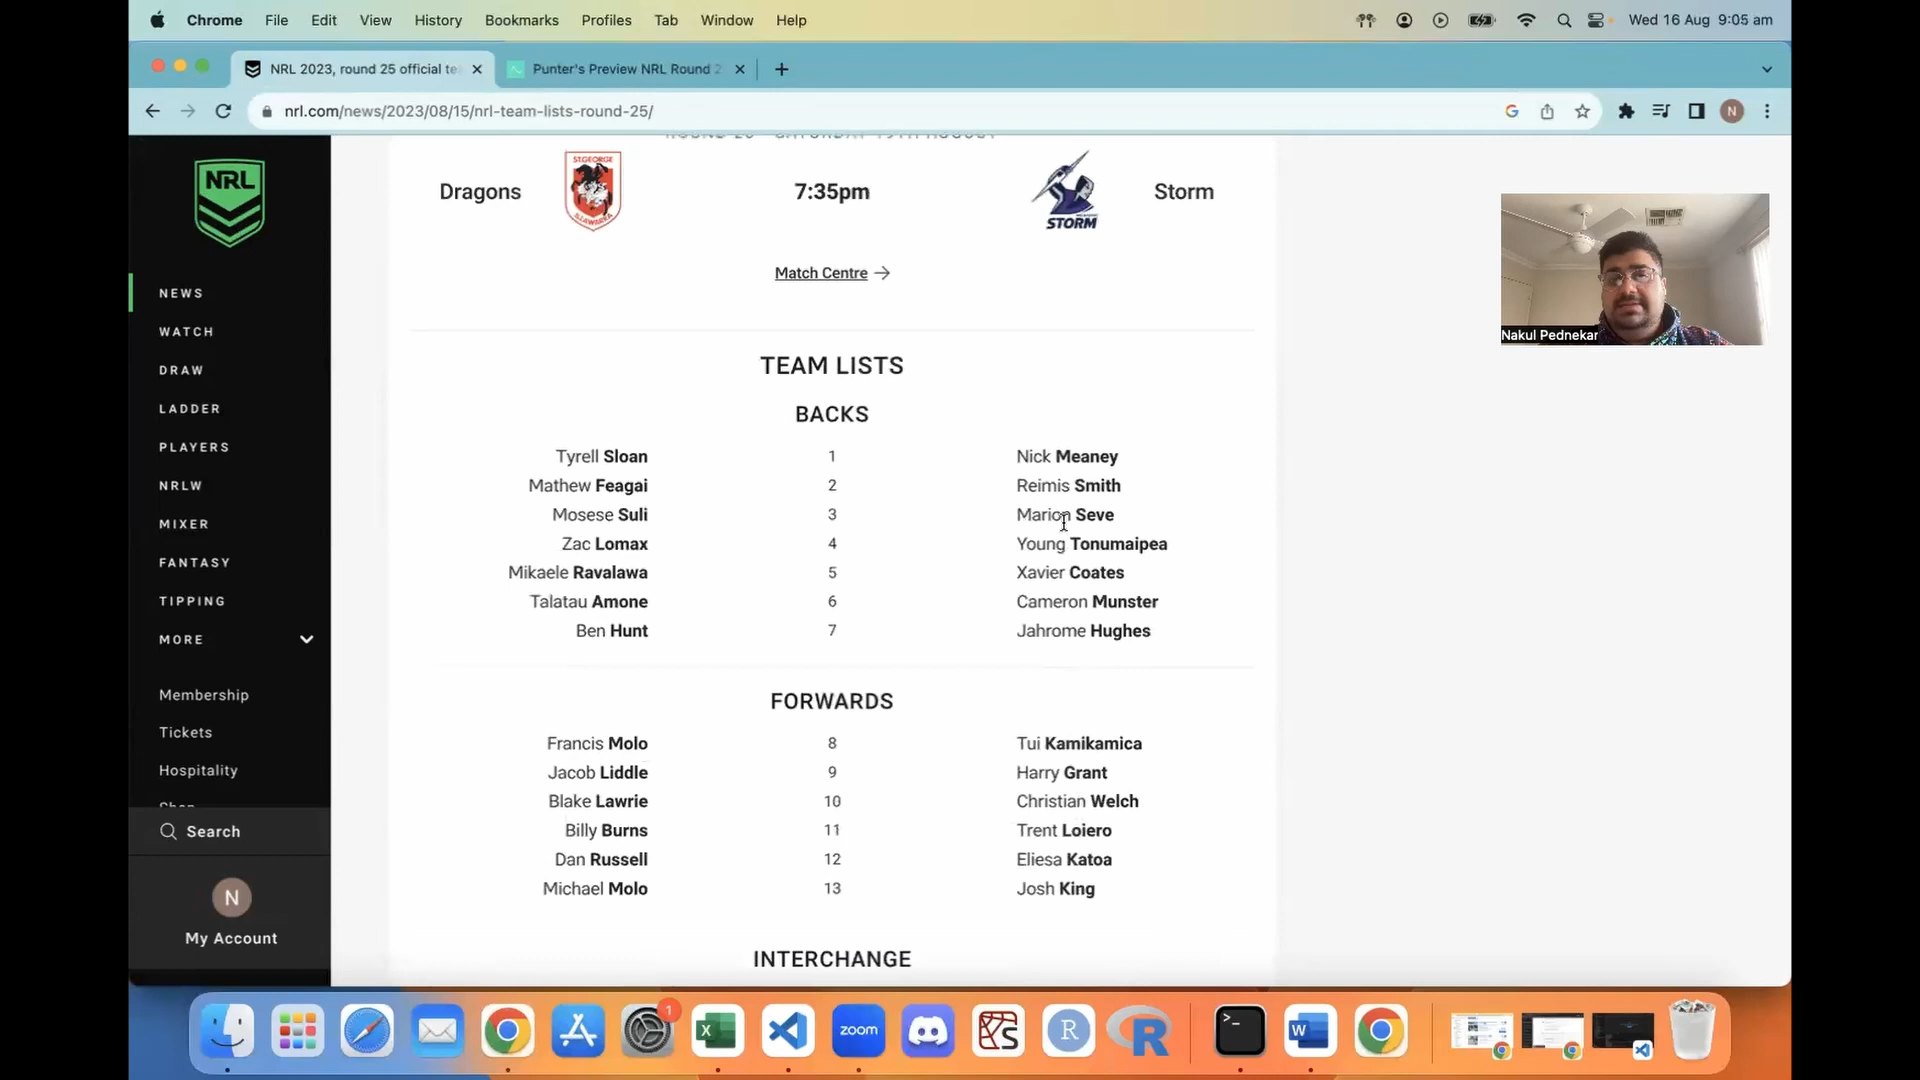 Chrome File Edit View History Bookmarks Profiles Tab Window Help Wed 16 Aug 9:05 am
NRL 2023, round 25 official te Punter's Preview NRL Round 2
nrl.com/news/2023/08/15/nrl-team-lists-round-25/
NRL
NEWS
WATCH
DRAW
LADDER
PLAYERS
NRLW
MIXER
FANTASY
TIPPING
MORE
Membership
Tickets
Hospitality
Search
N
My Account
Dragons ST.GEORGE ILLAWARRA 7:35pm STORM Storm
Match Centre
Nakul Pednekar
TEAM LISTS
BACKS
Tyrell Sloan 1 Nick Meaney
Mathew Feagai 2 Reimis Smith
Mosese Suli 3 Marion Seve
Zac Lomax 4 Young Tonumaipea
Mikaele Ravalawa 5 Xavier Coates
Talatau Amone 6 Cameron Munster
Ben Hunt 7 Jahrome Hughes
FORWARDS
Francis Molo 8 Tui Kamikamica
Jacob Liddle 9 Harry Grant
Blake Lawrie 10 Christian Welch
Billy Burns 11 Trent Loiero
Dan Russell 12 Eliesa Katoa
Michael Molo 13 Josh King
INTERCHANGE
1
zoom